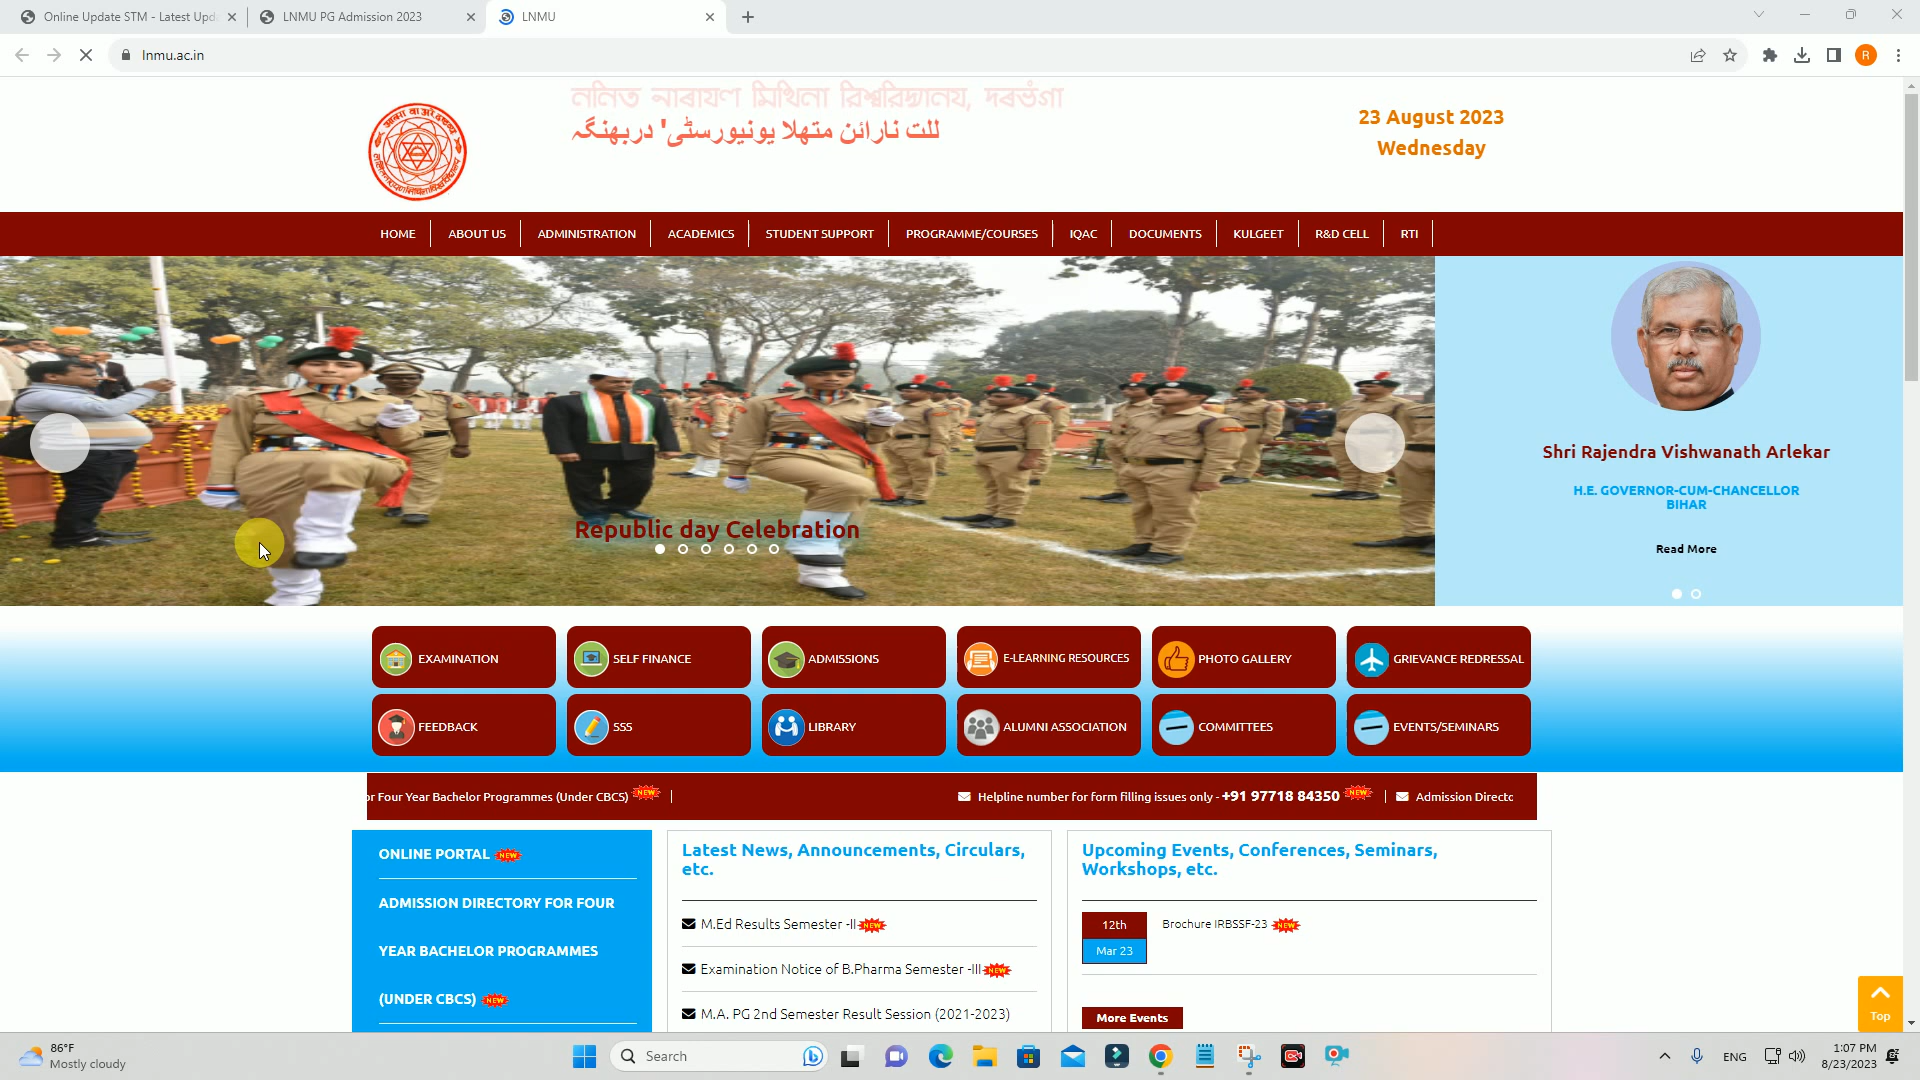 Online Update STM - Latest Upd
LNMU PG Admission 2023
LNMU
lnmu.ac.in
R
للت نارائن متھلا یونیورسٹی' دربھنگہ
23 August 2023
Wednesday
HOME
ABOUT US
ADMINISTRATION
ACADEMICS
STUDENT SUPPORT
PROGRAMME/COURSES
IQAC
DOCUMENTS
KULGEET
R&D CELL
RTI
Republic day Celebration
Shri Rajendra Vishwanath Arlekar
H.E. GOVERNOR-CUM-CHANCELLOR
BIHAR
Read More
EXAMINATION
SELF FINANCE
ADMISSIONS
E-LEARNING RESOURCES
PHOTO GALLERY
GRIEVANCE REDRESSAL
FEEDBACK
SSS
LIBRARY
ALUMNI ASSOCIATION
COMMITTEES
EVENTS/SEMINARS
or Four Year Bachelor Programmes (Under CBCS) NEW |
Helpline number for form filling issues only - +91 97718 84350 NEW | Admission Directo
ONLINE PORTAL NEW
ADMISSION DIRECTORY FOR FOUR
YEAR BACHELOR PROGRAMMES
(UNDER CBCS) NEW
Latest News, Announcements, Circulars,
etc.
M.Ed Results Semester -II NEW
Examination Notice of B.Pharma Semester -III NEW
M.A. PG 2nd Semester Result Session (2021-2023)
Upcoming Events, Conferences, Seminars,
Workshops, etc.
12th
Mar 23
Brochure IRBSSF-23 NEW
More Events
Top
86°F
Mostly cloudy
Search
ENG
1:07 PM
8/23/2023